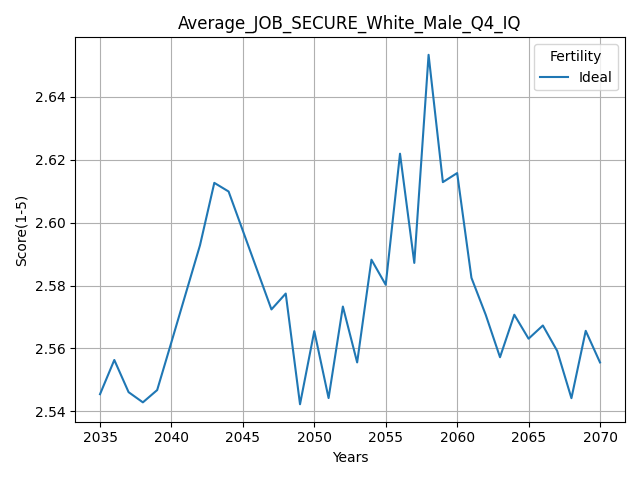 Average_JOB_SECURE_White_Male_Q4_IQ
Fertility
Ideal
Score(1-5)
2.64
2.62
2.60
2.58
2.56
2.54
2035 2040 2045 2050 2055 2060 2065 2070
Years